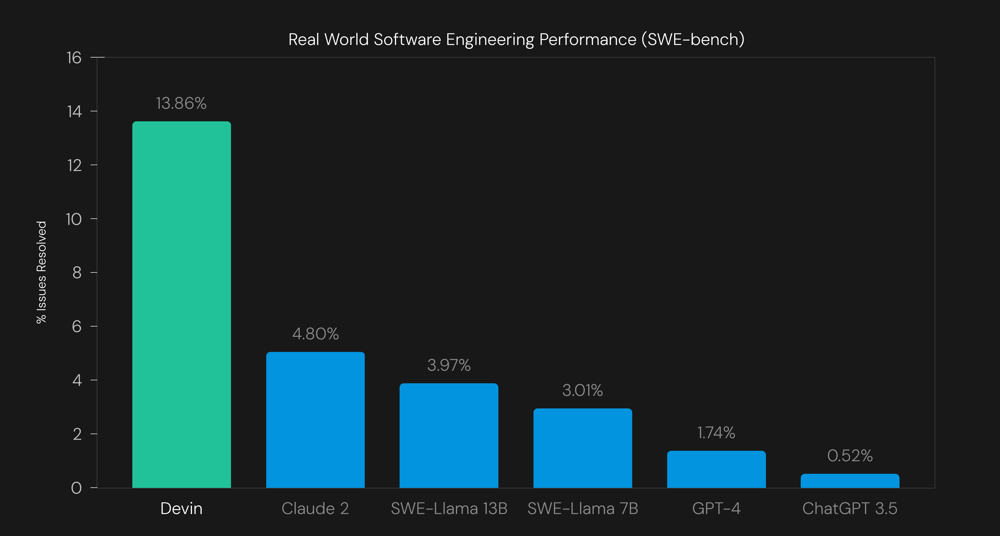 Real World Software Engineering Performance (SWE-bench)
% Issues Resolved
16
14
12
10
8
6
4
2
0
13.86%
4.80%
3.97%
3.01%
1.74%
0.52%
Devin
Claude 2
SWE-Llama 13B
SWE-Llama 7B
GPT-4
ChatGPT 3.5